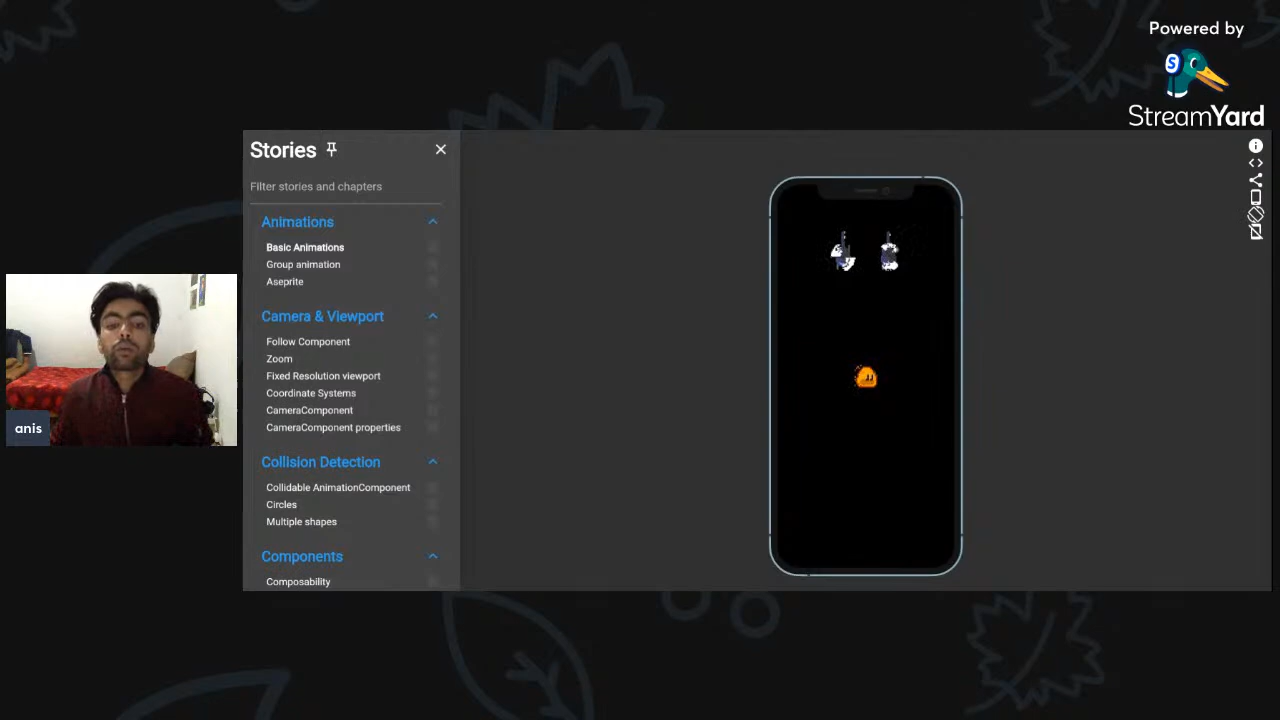 Powered by
S
StreamYard
Stories
Filter stories and chapters
Animations
Basic Animations
Group animation
Aseprite
Camera & Viewport
Follow Component
Zoom
Fixed Resolution viewport
Coordinate Systems
CameraComponent
CameraComponent properties
Collision Detection
Collidable AnimationComponent
Circles
Multiple shapes
Components
Composability
anis